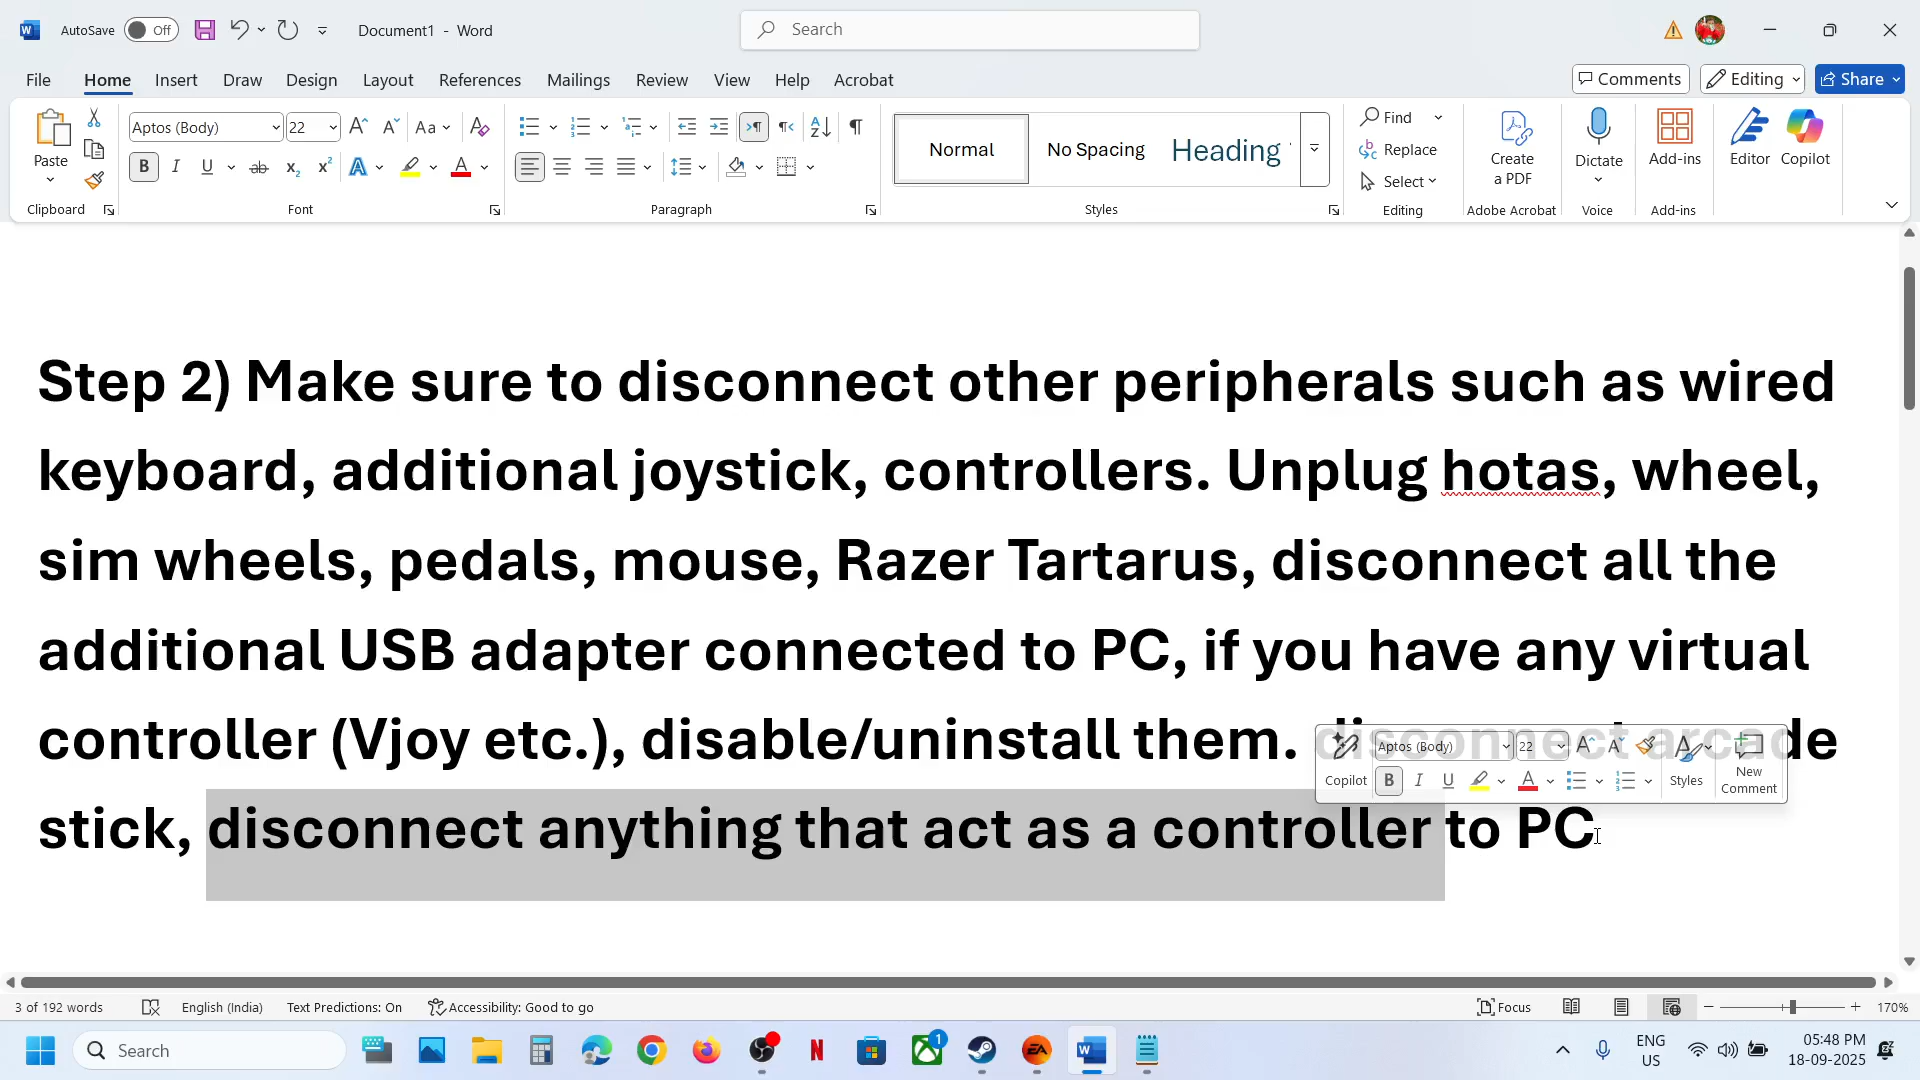 AutoSave Off Document1 - Word Search
File Home Insert Draw Design Layout References Mailings Review View Help Acrobat Comments Editing Share
Paste Aptos (Body) 22 Aa Normal No Spacing Heading Find Replace Select Create a PDF Dictate Add-ins Editor Copilot
Clipboard Font Paragraph Styles Editing Adobe Acrobat Voice Add-ins
Step 2) Make sure to disconnect other peripherals such as wired
keyboard, additional joystick, controllers. Unplug hotas, wheel,
sim wheels, pedals, mouse, Razer Tartarus, disconnect all the
additional USB adapter connected to PC, if you have any virtual
controller (Vjoy etc.), disable/uninstall them. disconnect arcade
stick, disconnect anything that act as a controller to PC
Aptos (Body) 22
Copilot B I U Styles New Comment
3 of 192 words English (India) Text Predictions: On Accessibility: Good to go Focus 170%
Search 1 ENG US 05:48 PM 18-09-2025